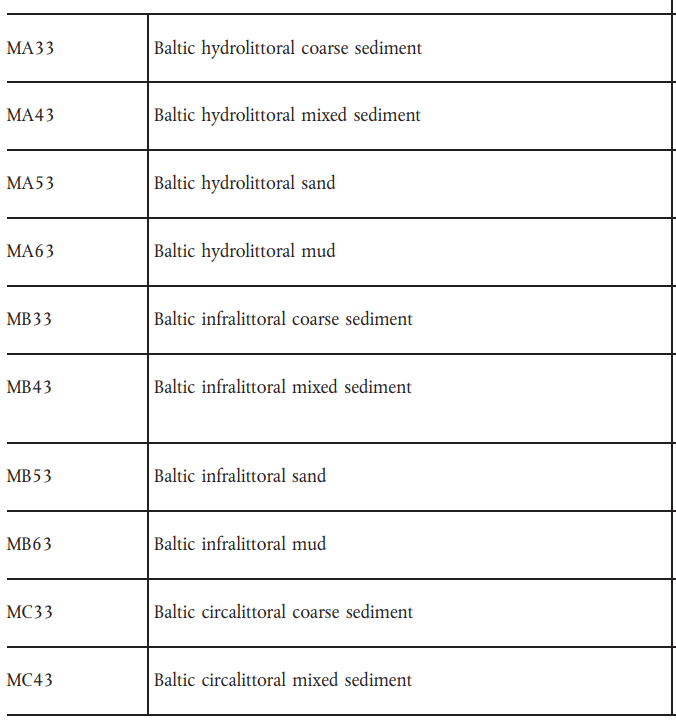 MA33 Baltic hydrolittoral coarse sediment
MA43 Baltic hydrolittoral mixed sediment
MA53 Baltic hydrolittoral sand
MA63 Baltic hydrolittoral mud
MB33 Baltic infralittoral coarse sediment
MB43 Baltic infralittoral mixed sediment
MB53 Baltic infralittoral sand
MB63 Baltic infralittoral mud
MC33 Baltic circalittoral coarse sediment
MC43 Baltic circalittoral mixed sediment